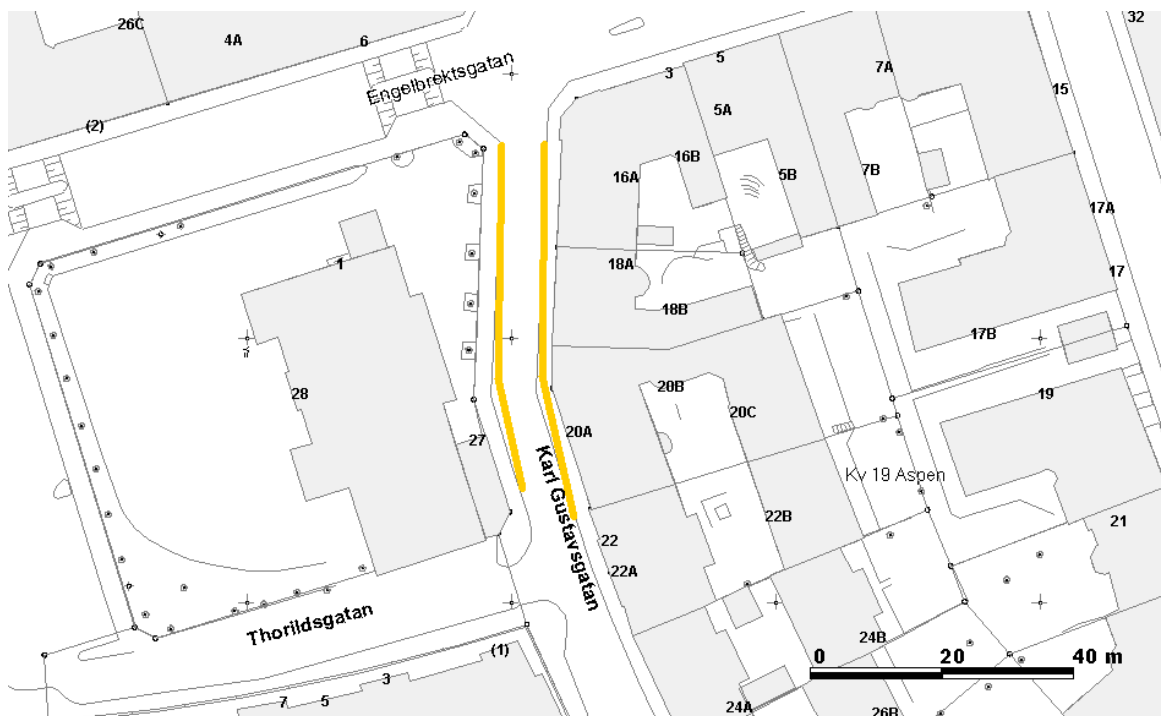 26C
4A
6
Engelbrektsgatan
(2)
3
5
5A
7A
32
15
16B
16A
5B
7B
17A
1
18A
17
18B
17B
28
20B
20C
19
27
20A
Karl Gustavsgatan
Kv 19 Aspen
22B
21
22
22A
Thorildsgatan
24B
(1)
0 20 40 m
3
7
5
24A
26B